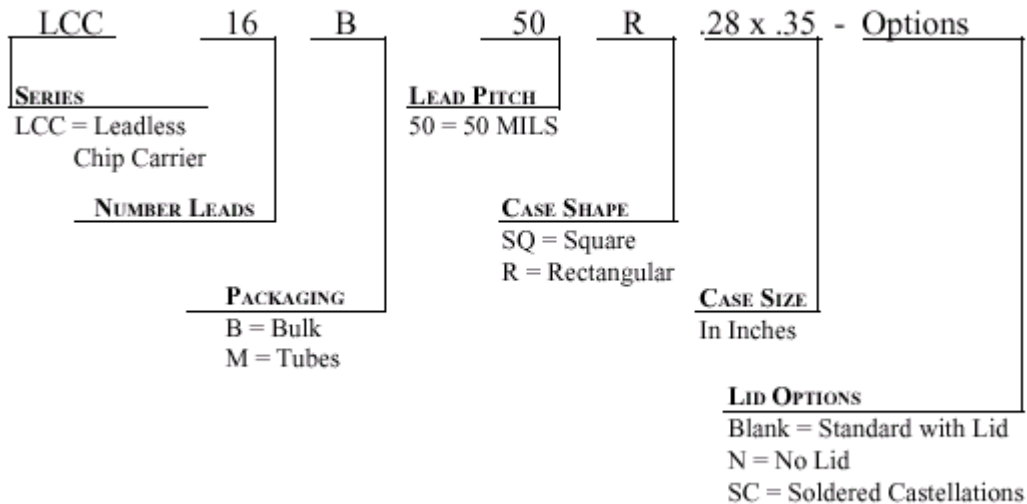 LCC 16 B 50 R .28 x .35 - Options
SERIES
LCC = Leadless
Chip Carrier
NUMBER LEADS
PACKAGING
B = Bulk
M = Tubes
LEAD PITCH
50 = 50 MILS
CASE SHAPE
SQ = Square
R = Rectangular
CASE SIZE
In Inches
LID OPTIONS
Blank = Standard with Lid
N = No Lid
SC = Soldered Castellations